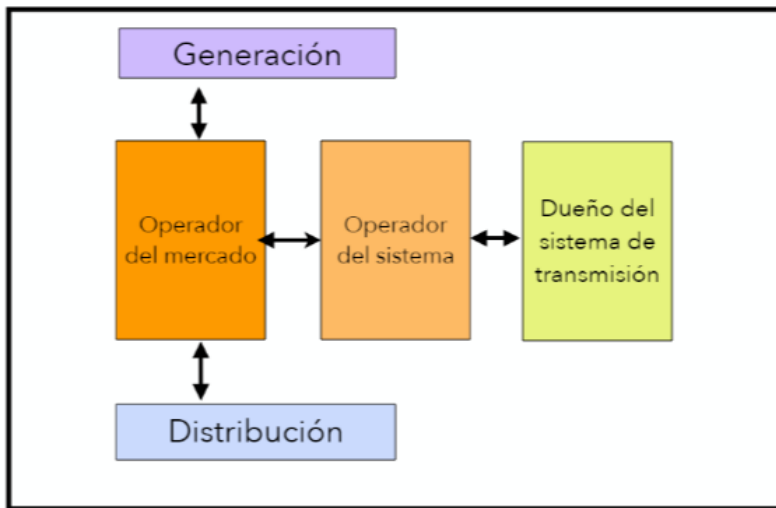 Generación
Operador
del mercado
Operador
del sistema
Dueño del
sistema de
transmisión
Distribución